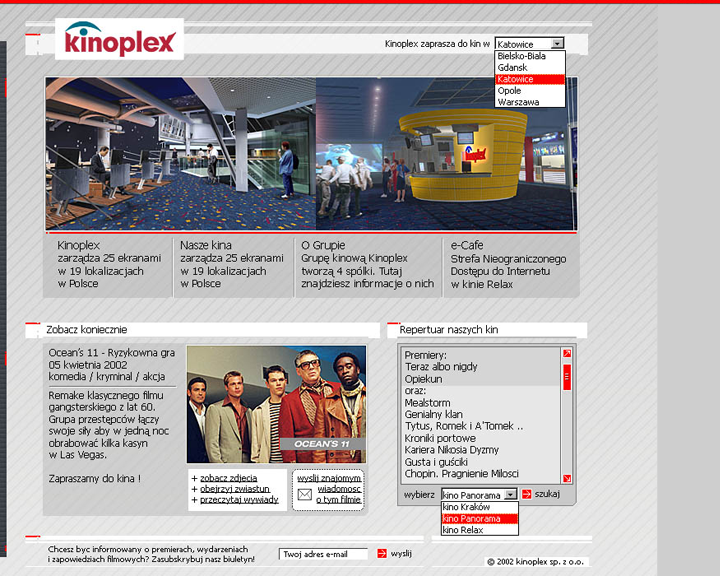 kinoplex
Kinoplex zaprasza do kin w
Katowice
Bielsko-Biala
Gdansk
Katowice
Opole
Warszawa
Kinoplex
zarządza 25 ekranami
w 19 lokalizacjach
w Polsce
Nasze kina
zarządza 25 ekranami
w 19 lokalizacjach
w Polsce
O Grupie
Grupę kinową Kinoplex
tworzą 4 spółki. Tutaj
znajdziesz informacje o nich
e-Cafe
Strefa Nieograniczonego
Dostępu do Internetu
w kinie Relax
Zobacz koniecznie
Ocean's 11 - Ryzykowna gra
05 kwietnia 2002
komedia / kryminał / akcja
Remake klasycznego filmu
gangsterskiego z lat 60.
Grupa przestępców łączy
swoje siły aby w jedną noc
obrabować kilka kasyn
w Las Vegas.
Zapraszamy do kina !
OCEAN'S 11
+ zobacz zdjecia
+ obejrzyj zwiastun
+ przeczytaj wywiady
wyslij znajomym
wiadomosc
o tym filmie
Repertuar naszych kin
Premiery:
Teraz albo nigdy
Opiekun
oraz:
Mealstorm
Genialny klan
Tytus, Romek i A'Tomek ..
Kroniki portowe
Kariera Nikosia Dyzmy
Gusta i guściki
Chopin. Pragnienie Milosci
wybierz
kino Panorama
szukaj
kino Kraków
kino Panorama
kino Relax
Chcesz byc informowany o premierach, wydarzeniach
i zapowiedziach filmowych? Zasubskrybuj nasz biuletyn!
Twoj adres e-mail
wyslij
© 2002 kinoplex sp. z o.o.